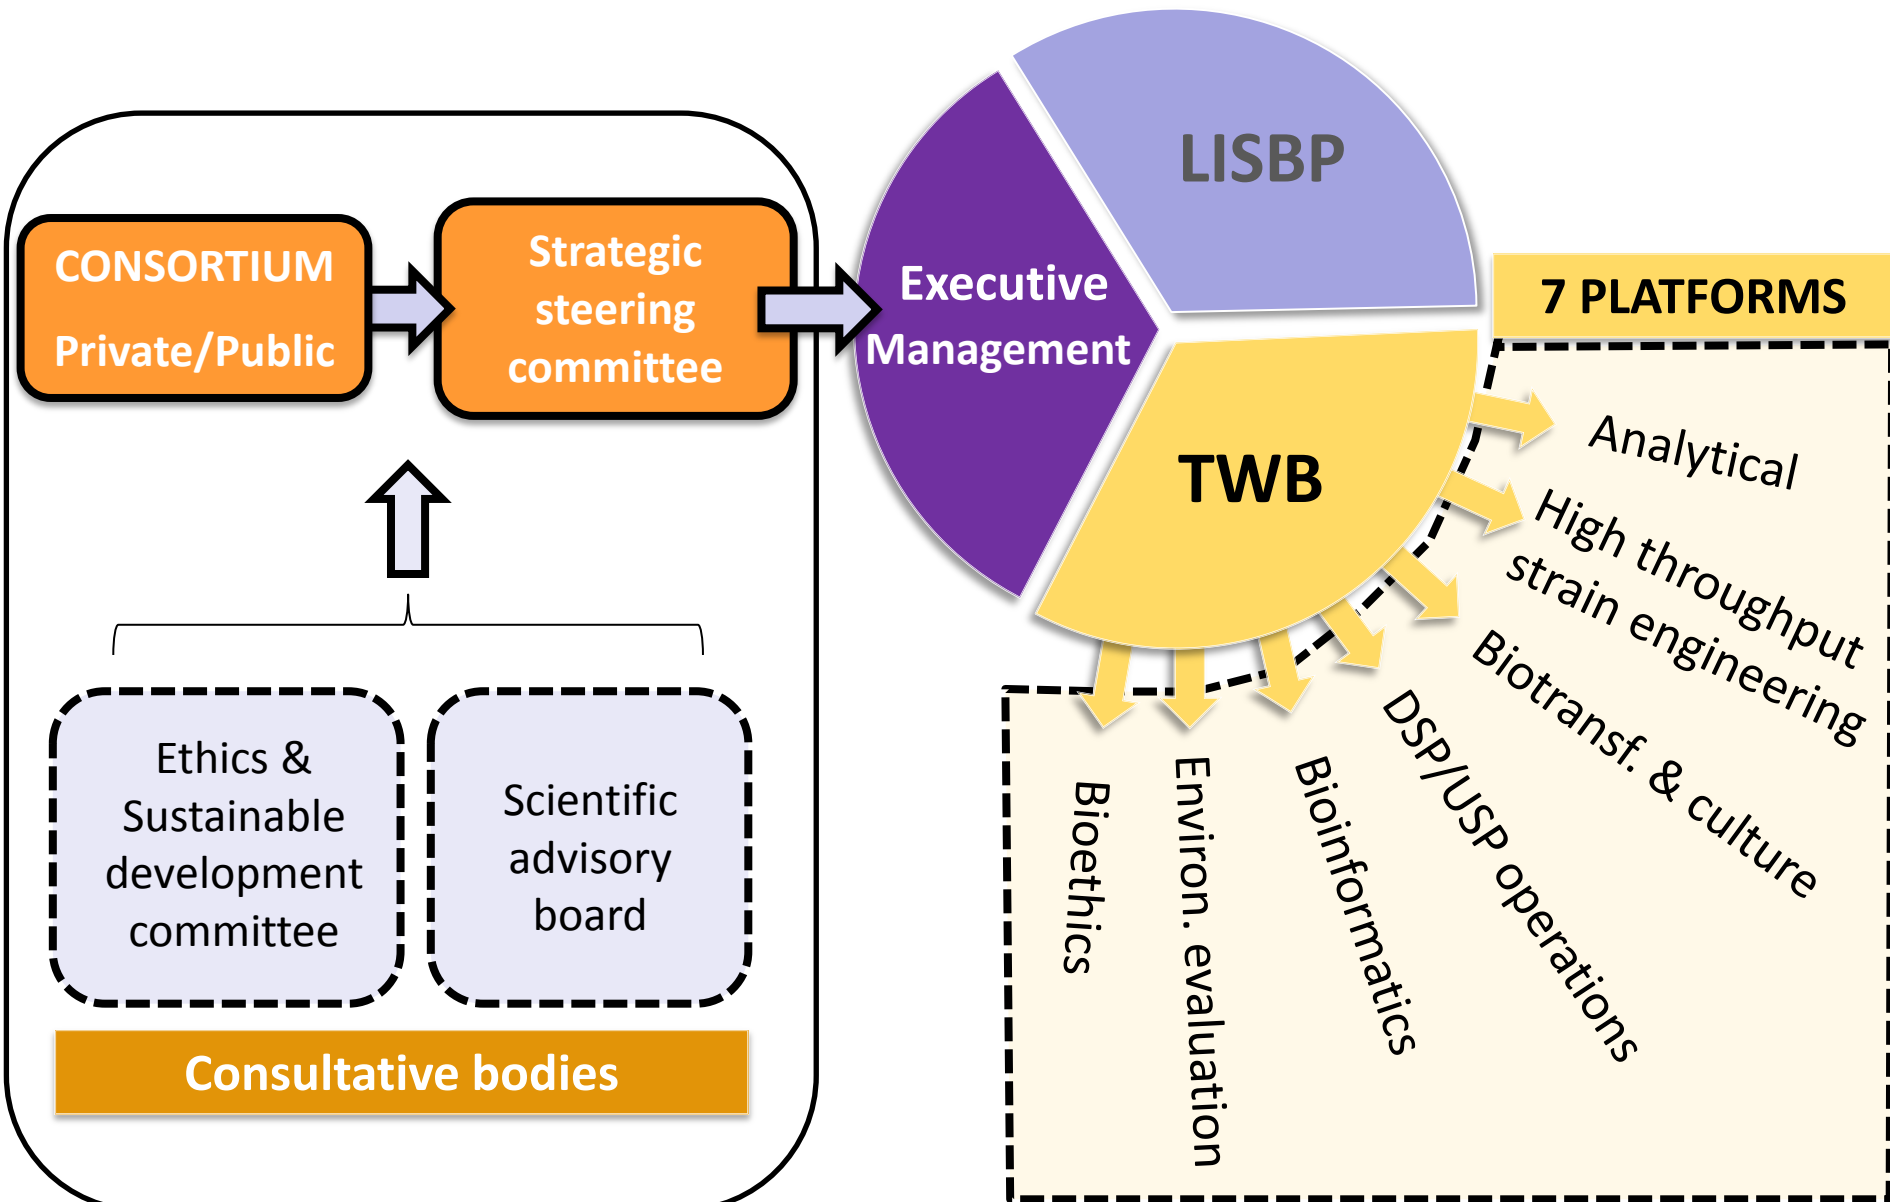 CONSORTIUM
Private/Public
Strategic
steering
committee
Executive
Management
LISBP
TWB
7 PLATFORMS
Analytical
High throughput
strain engineering
Biotransf. & culture
DSP/USP operations
Bioinformatics
Environ. evaluation
Bioethics
Ethics &
Sustainable
development
committee
Scientific
advisory
board
Consultative bodies